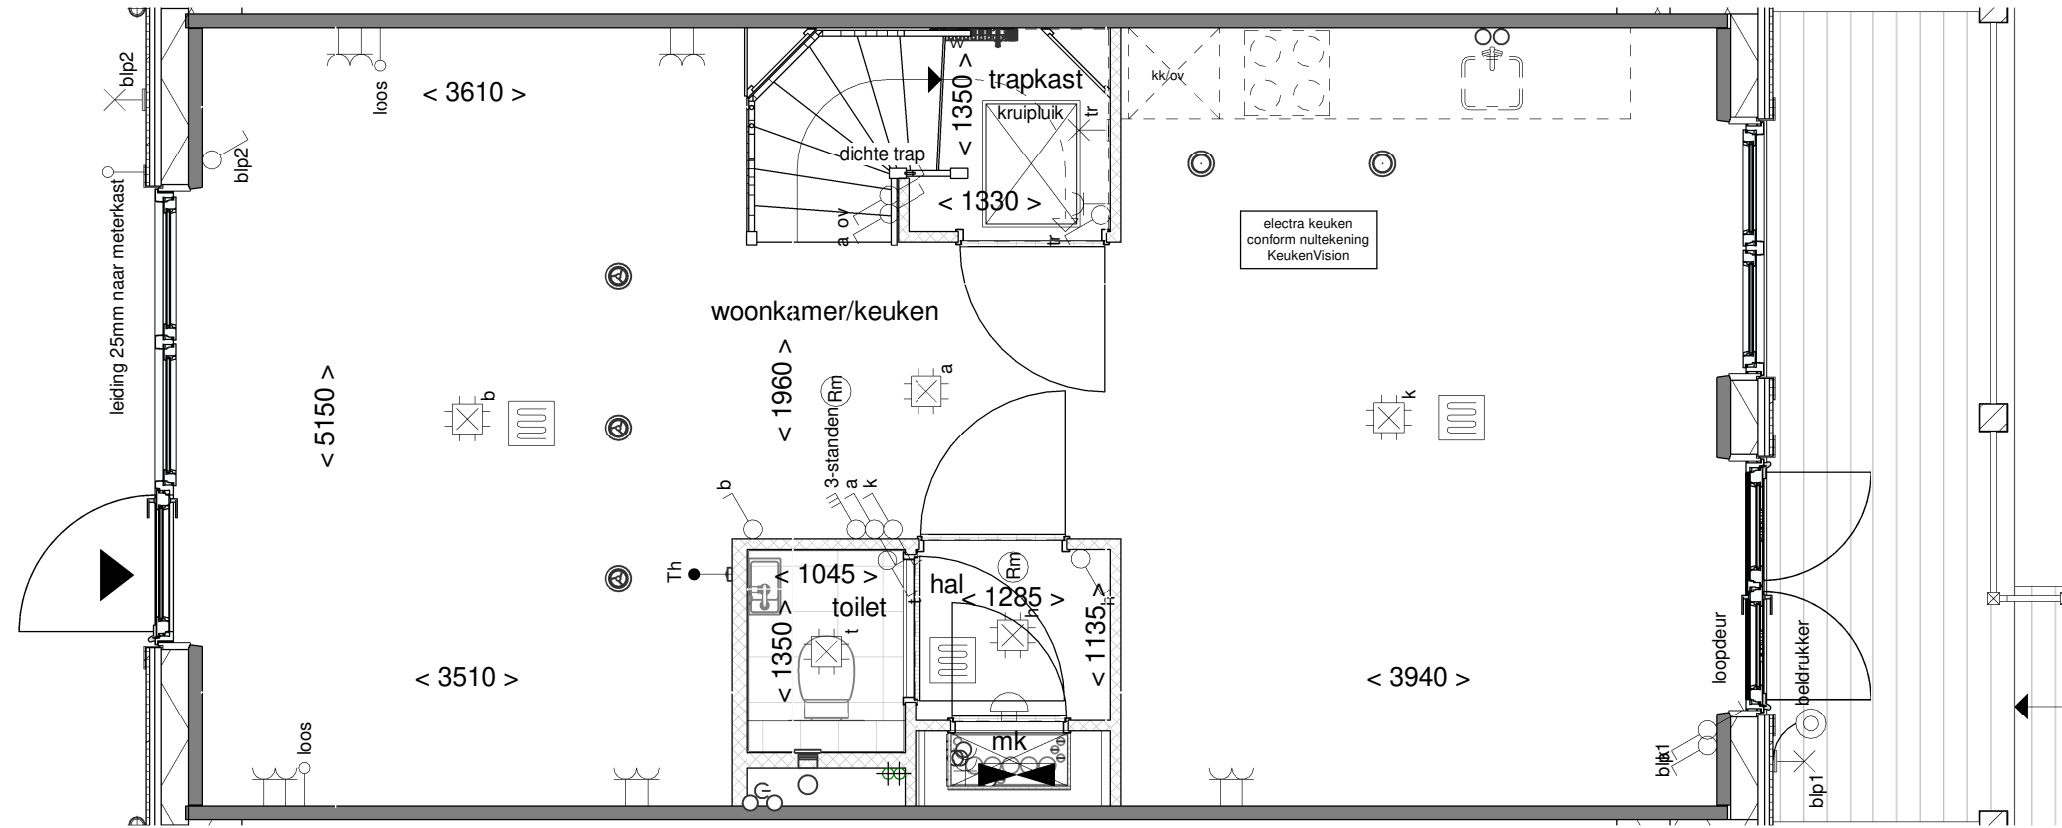 blp2
loos
< 3610 >
< 1350 >
trapkast
kruipluik
tr
kk/ov
blp2
dichte trap
< 1330 >
a ov
tr
electra keuken
conform nultekening
KeukenVision
leiding 25mm naar meterkast
woonkamer/keuken
< 5150 >
b
< 1960 >
Rm
a
k
3-standen
b
a
k
Th
< 1045 >
toilet
t
< 1350 >
t
hal
Rm
< 1285 >
h
h
< 1135 >
< 3510 >
< 3940 >
loopdeur
beldrukker
loos
mk
blp1